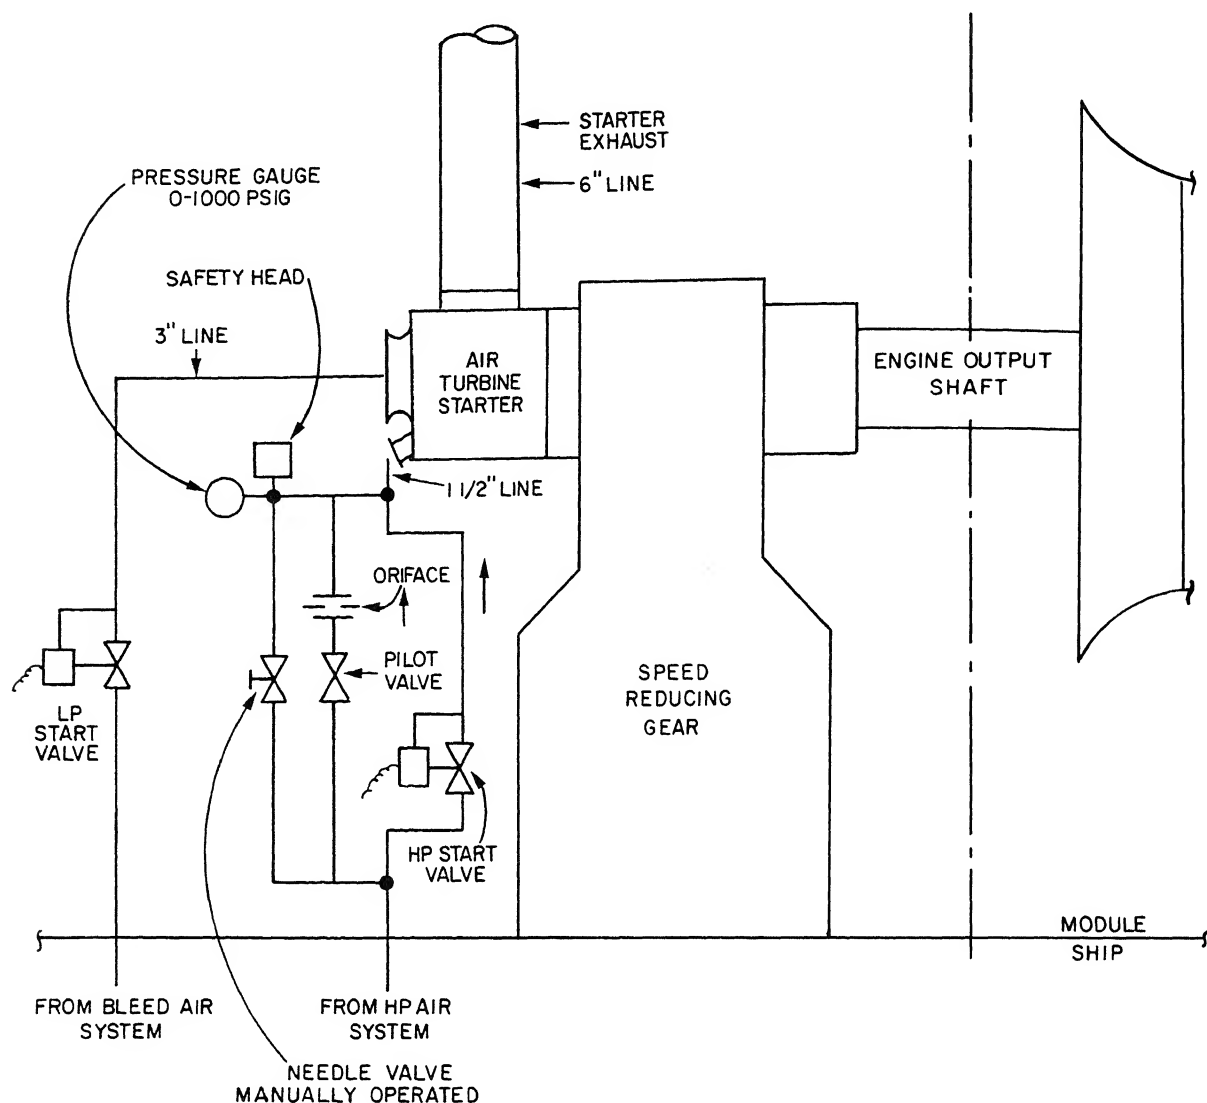 STARTER
EXHAUST
6" LINE
PRESSURE GAUGE
0-1000 PSIG
SAFETY HEAD
3" LINE
AIR
TURBINE
STARTER
ENGINE OUTPUT
SHAFT
1 1/2" LINE
ORIFACE
PILOT
VALVE
SPEED
REDUCING
GEAR
LP
START
VALVE
HP START
VALVE
MODULE
SHIP
FROM BLEED AIR
SYSTEM
FROM HP AIR
SYSTEM
NEEDLE VALVE
MANUALLY OPERATED